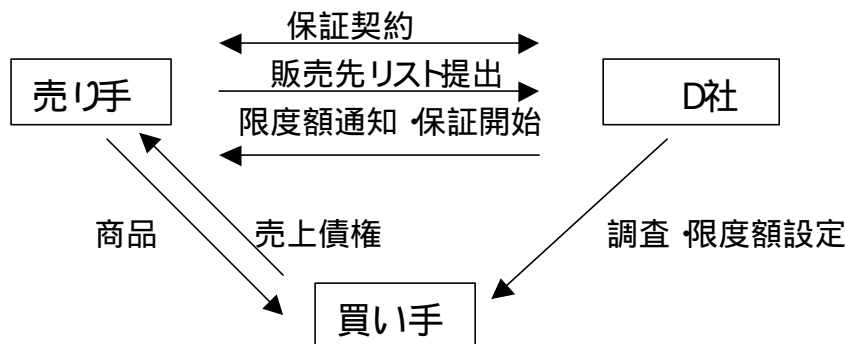 保証契約
販売先リスト提出
売り手
D社
限度額通知・保証開始
商品
売上債権
調査・限度額設定
買い手